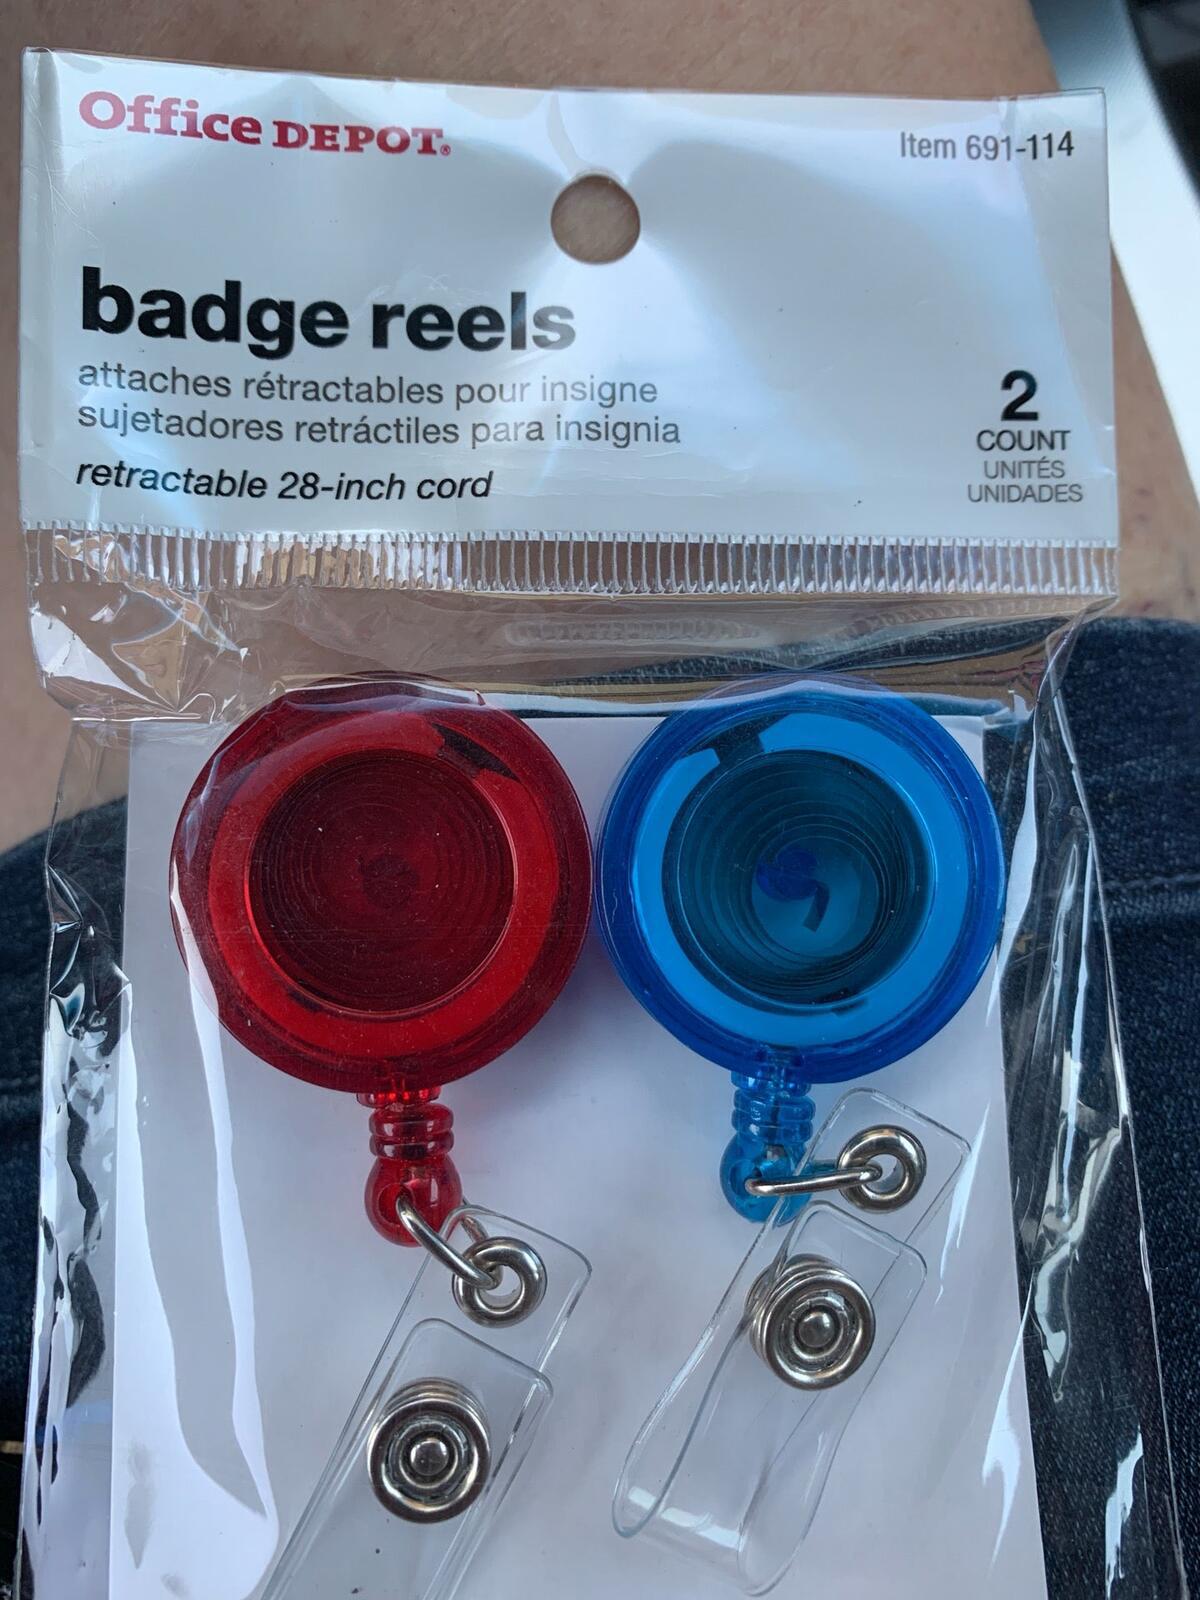 Office DEPOT®
Item 691-114
badge reels
attaches rétractables pour insigne
sujetadores retráctiles para insignia
retractable 28-inch cord
2
COUNT
UNITÉS
UNIDADES